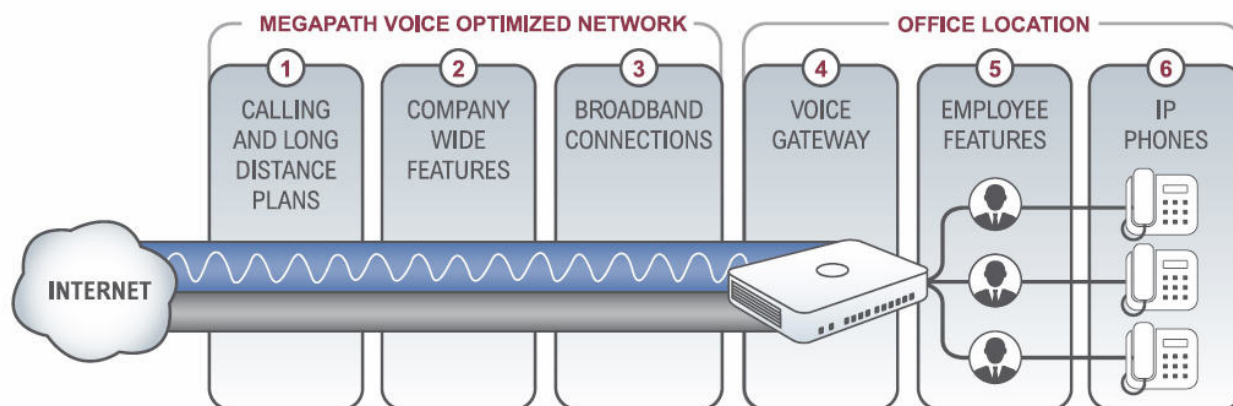 MEGAPATH VOICE OPTIMIZED NETWORK
OFFICE LOCATION
1
CALLING
AND LONG
DISTANCE
PLANS
2
COMPANY
WIDE
FEATURES
3
BROADBAND
CONNECTIONS
4
VOICE
GATEWAY
5
EMPLOYEE
FEATURES
6
IP
PHONES
INTERNET